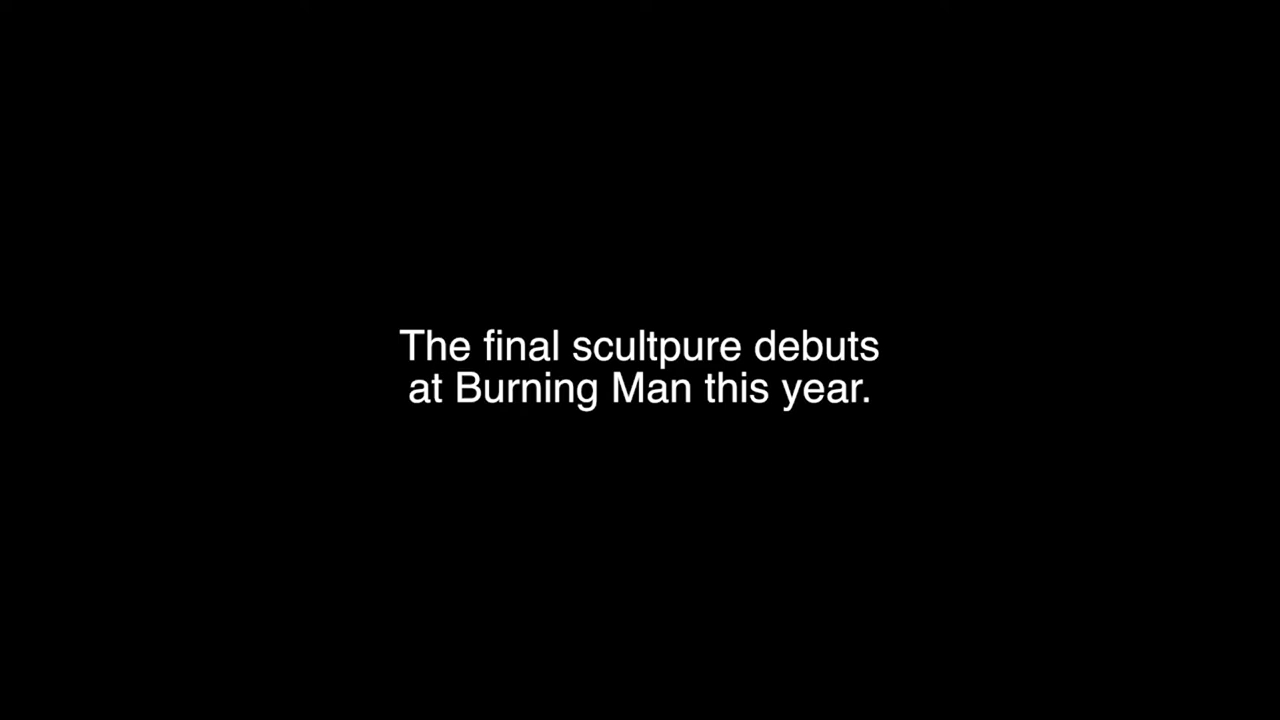 The final scultpure debuts
at Burning Man this year.